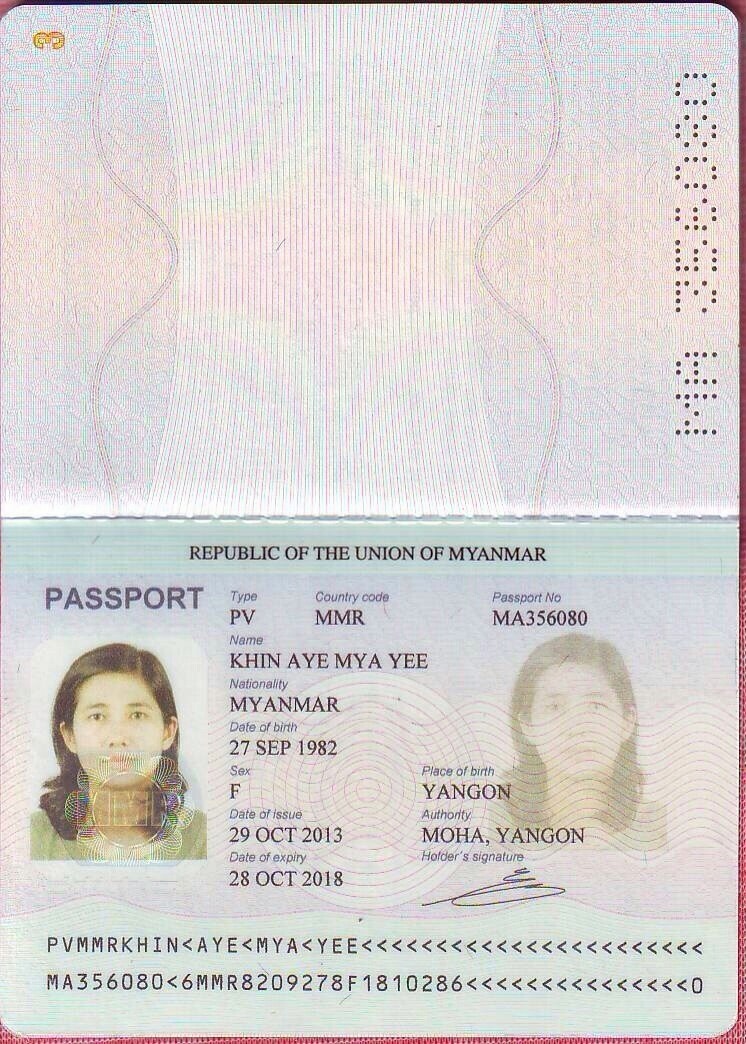 3
MA 356080
REPUBLIC OF THE UNION OF MYANMAR
PASSPORT
Type Country code Passport No
PV MMR MA356080
Name
KHIN AYE MYA YEE
Nationality
MYANMAR
Date of birth
27 SEP 1982
Sex Place of birth
F YANGON
Date of issue Authority
29 OCT 2013 MOHA, YANGON
Date of expiry Holder's signature
28 OCT 2018
PVMMRKHIN<AYE<MYA<YEE<<<<<<<<<<<<<<<<<<<<<<<
MA356080<6MMR8209278F1810286<<<<<<<<<<<<<<<0